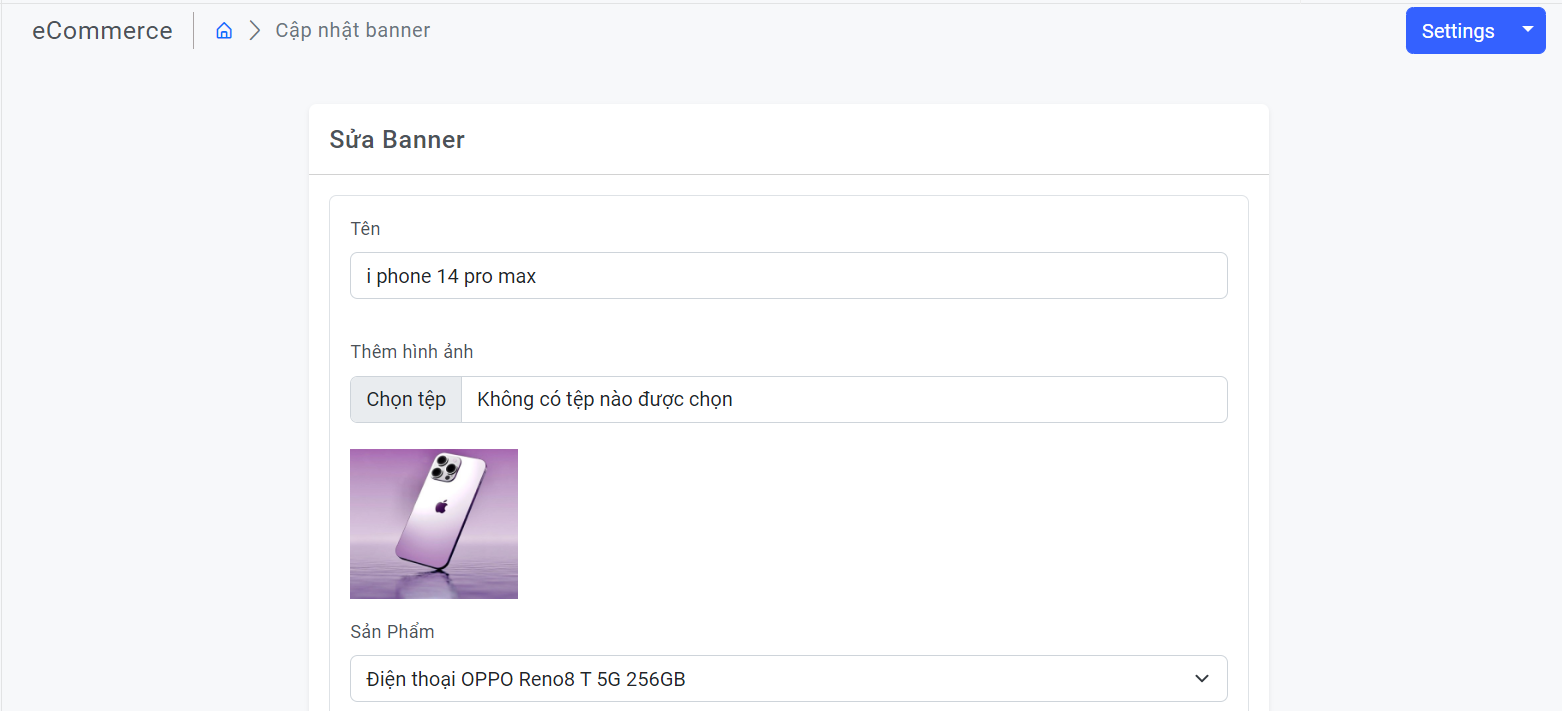 eCommerce
Cập nhật banner
Settings
Sửa Banner
Tên
i phone 14 pro max
Thêm hình ảnh
Chọn tệp Không có tệp nào được chọn
Sản Phẩm
Điện thoại OPPO Reno8 T 5G 256GB